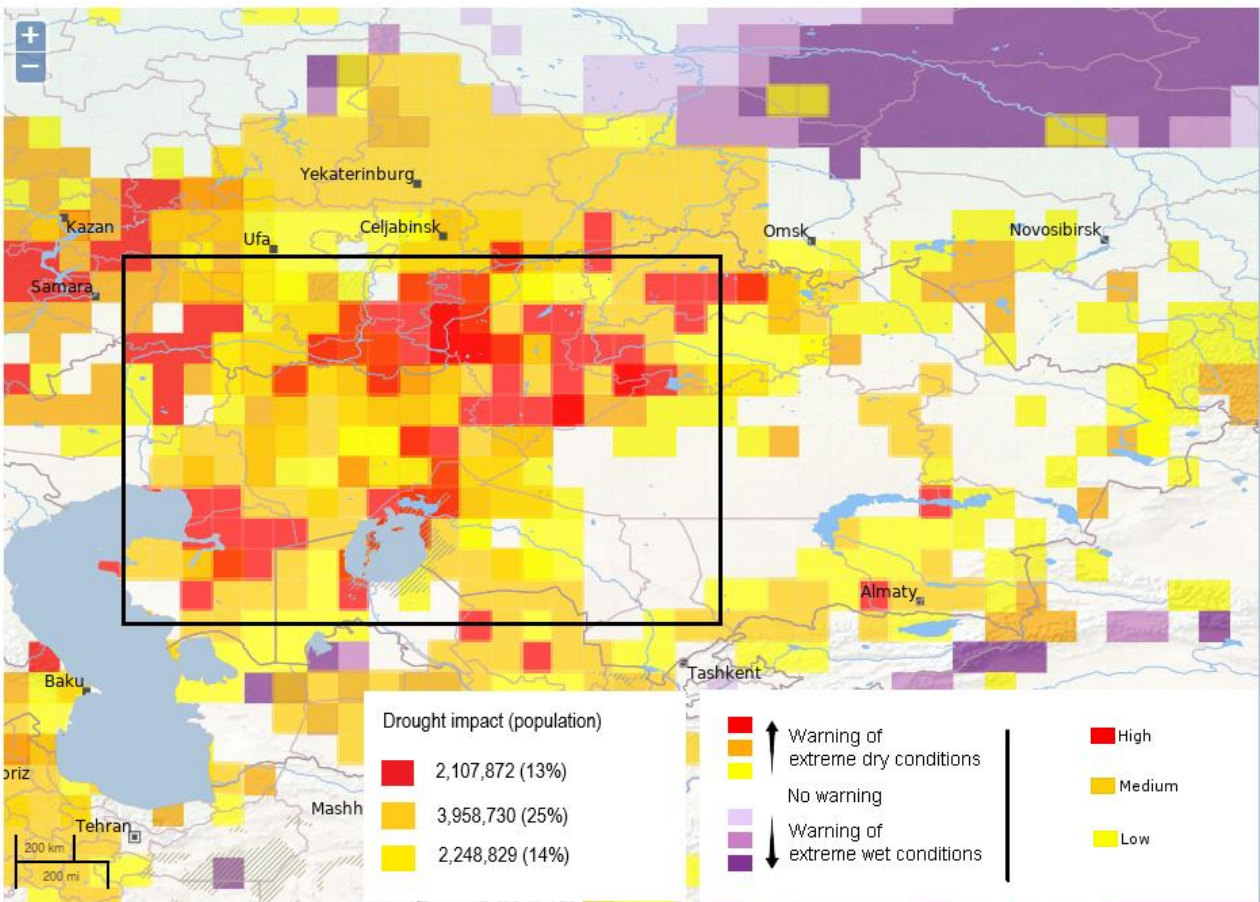 +
−
Yekaterinburg
Kazan
Ufa
Celjabinsk
Omsk
Novosibirsk
Samara
Almaty
Tashkent
Baku
oriz
Mashh
Tehran
200 km
200 mi
Drought impact (population)
2,107,872 (13%)
3,958,730 (25%)
2,248,829 (14%)
Warning of
extreme dry conditions
No warning
Warning of
extreme wet conditions
High
Medium
Low